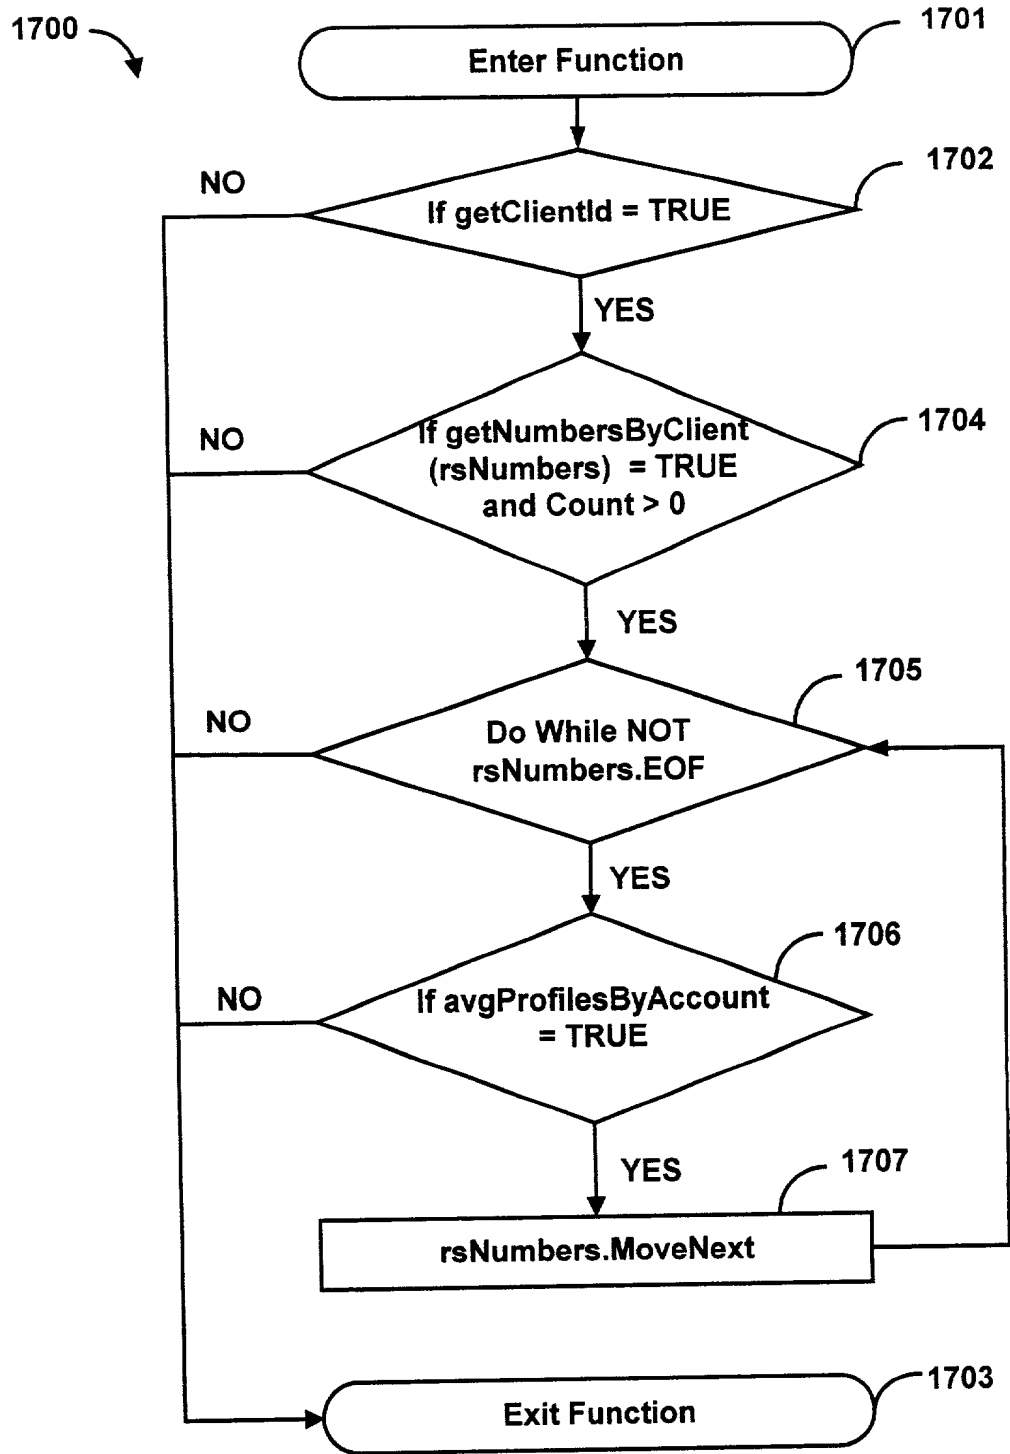 1700
1701
Enter Function
1702
NO
If getClientId = TRUE
YES
1704
NO
If getNumbersByClient
(rsNumbers) = TRUE
and Count > 0
YES
1705
NO
Do While NOT
rsNumbers.EOF
YES
1706
NO
If avgProfilesByAccount
= TRUE
YES
1707
rsNumbers.MoveNext
1703
Exit Function